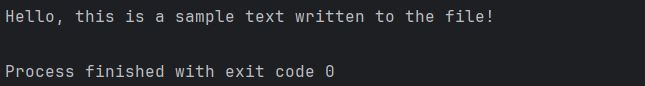 Hello, this is a sample text written to the file!
Process finished with exit code 0